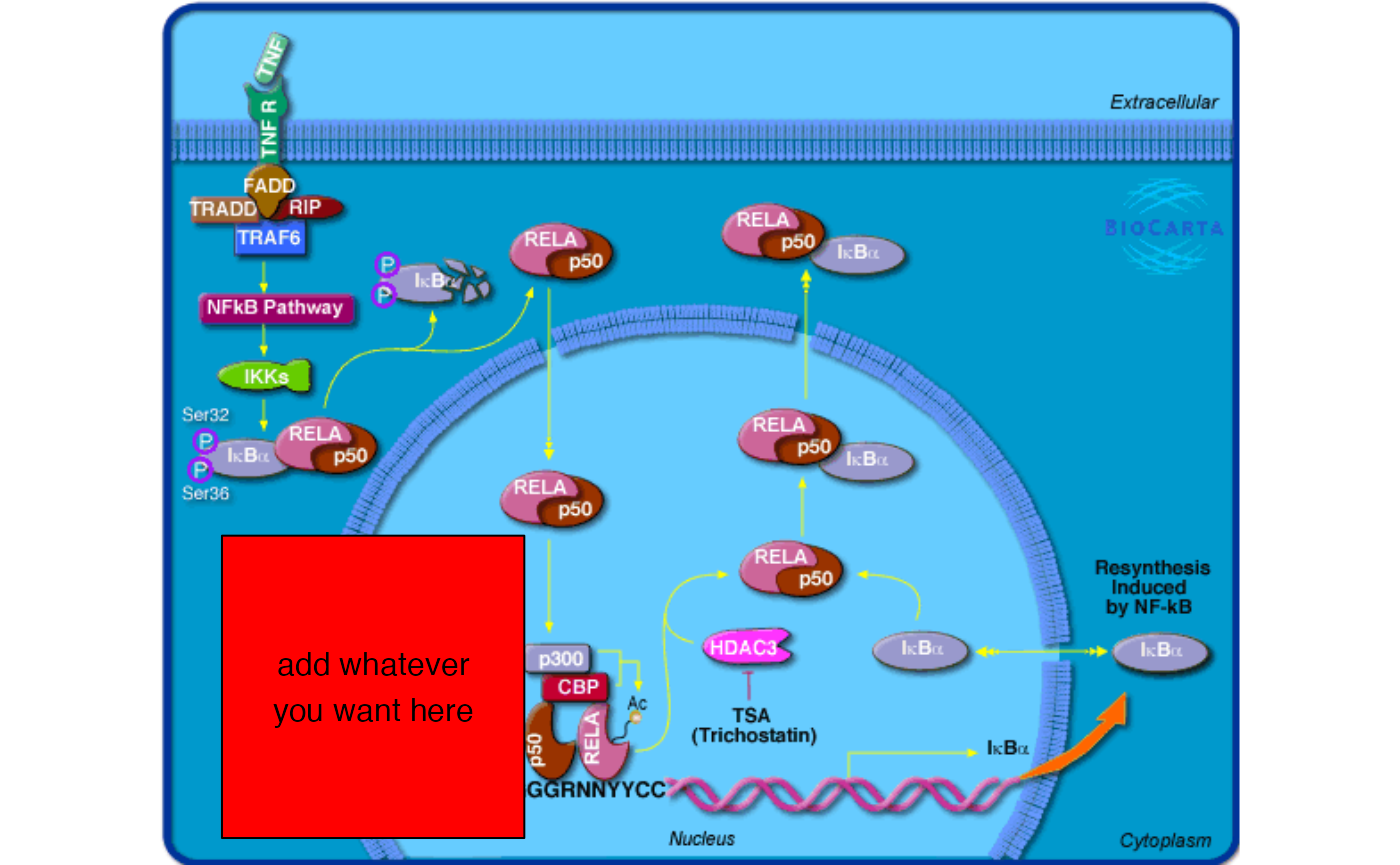 TNF
Extracellular
TNF R
FADD
TRADD
RIP
TRAF6
BIOCARTA
RELA
p50
IκBα
RELA
p50
P
P
IκBα
NFkB Pathway
IKKs
Ser32
P
P
IκBα
RELA
p50
Ser36
RELA
p50
IκBα
RELA
p50
RELA
p50
Resynthesis
Induced
by NF-kB
add whatever
you want here
p300
CBP
HDAC3
IκBα
IκBα
Ac
p50
RELA
TSA
(Trichostatin)
IκBα
GGRNNYYCC
Nucleus
Cytoplasm